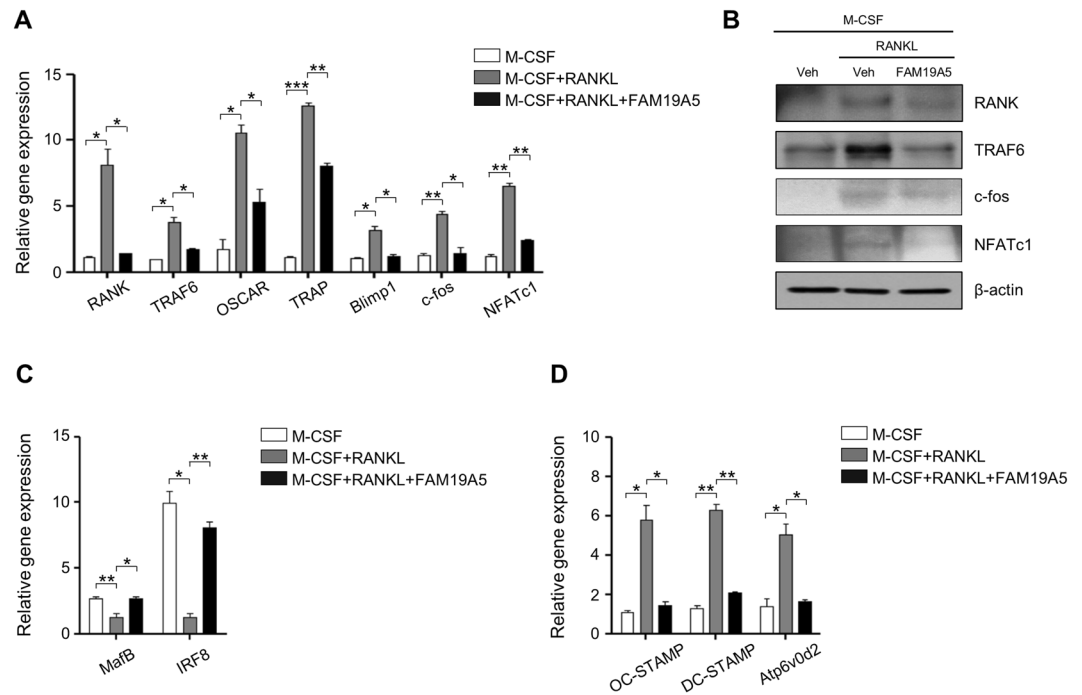 A
Relative gene expression
15
10
5
0
M-CSF
M-CSF+RANKL
M-CSF+RANKL+FAM19A5
* * * * * * *** ** * * ** * ** **
RANK TRAF6 OSCAR TRAP Blimp1 c-fos NFATc1
B
M-CSF
RANKL
Veh Veh FAM19A5
RANK
TRAF6
c-fos
NFATc1
β-actin
C
Relative gene expression
15
10
5
0
M-CSF
M-CSF+RANKL
M-CSF+RANKL+FAM19A5
** * * **
MafB IRF8
D
Relative gene expression
10
8
6
4
2
0
M-CSF
M-CSF+RANKL
M-CSF+RANKL+FAM19A5
* * ** ** * *
OC-STAMP DC-STAMP Atp6v0d2